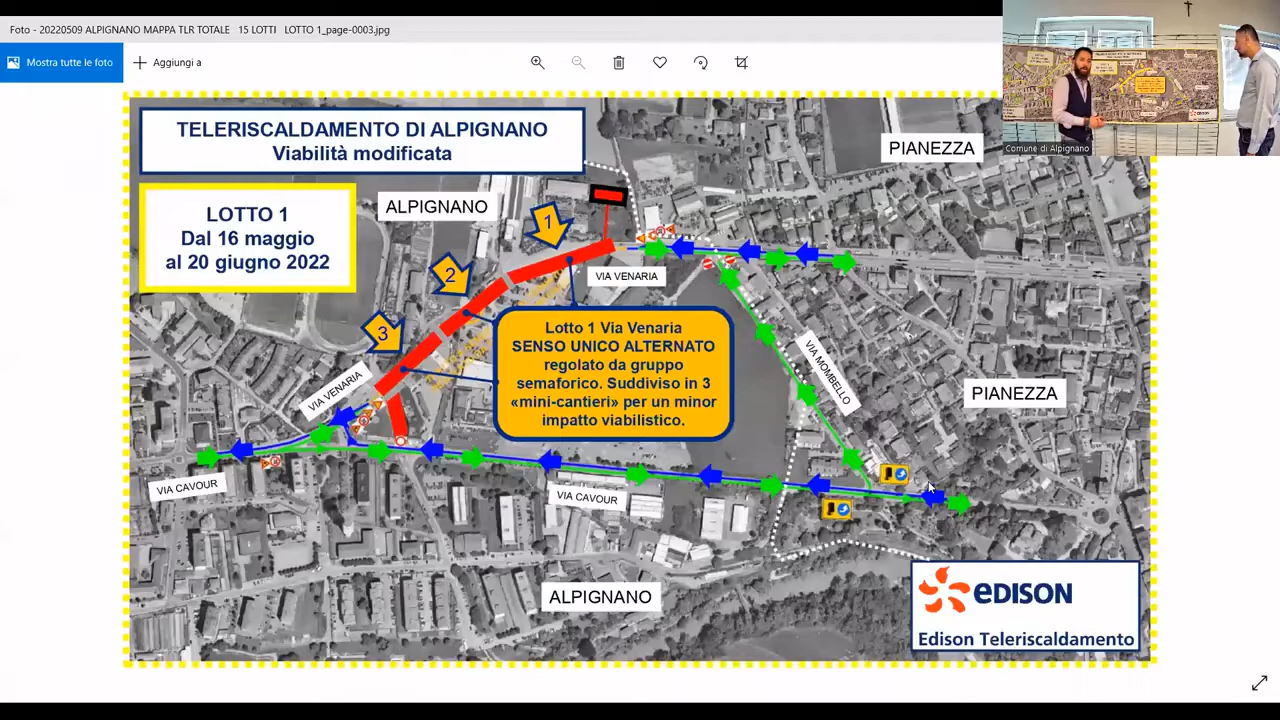 Foto - 20220509 ALPIGNANO MAPPA TLR TOTALE 15 LOTTI LOTTO 1_page-0003.jpg
Mostra tutte le foto
Aggiungi a
Comune di Alpignano
TELERISCALDAMENTO DI ALPIGNANO
Viabilità modificata
PIANEZZA
LOTTO 1
Dal 16 maggio
al 20 giugno 2022
ALPIGNANO
1
2
3
VIA VENARIA
Lotto 1 Via Venaria
SENSO UNICO ALTERNATO
regolato da gruppo
semaforico. Suddiviso in 3
«mini-cantieri» per un minor
impatto viabilistico.
VIA MOMBELLO
VIA VENARIA
PIANEZZA
VIA CAVOUR
VIA CAVOUR
ALPIGNANO
eDISON
Edison Teleriscaldamento